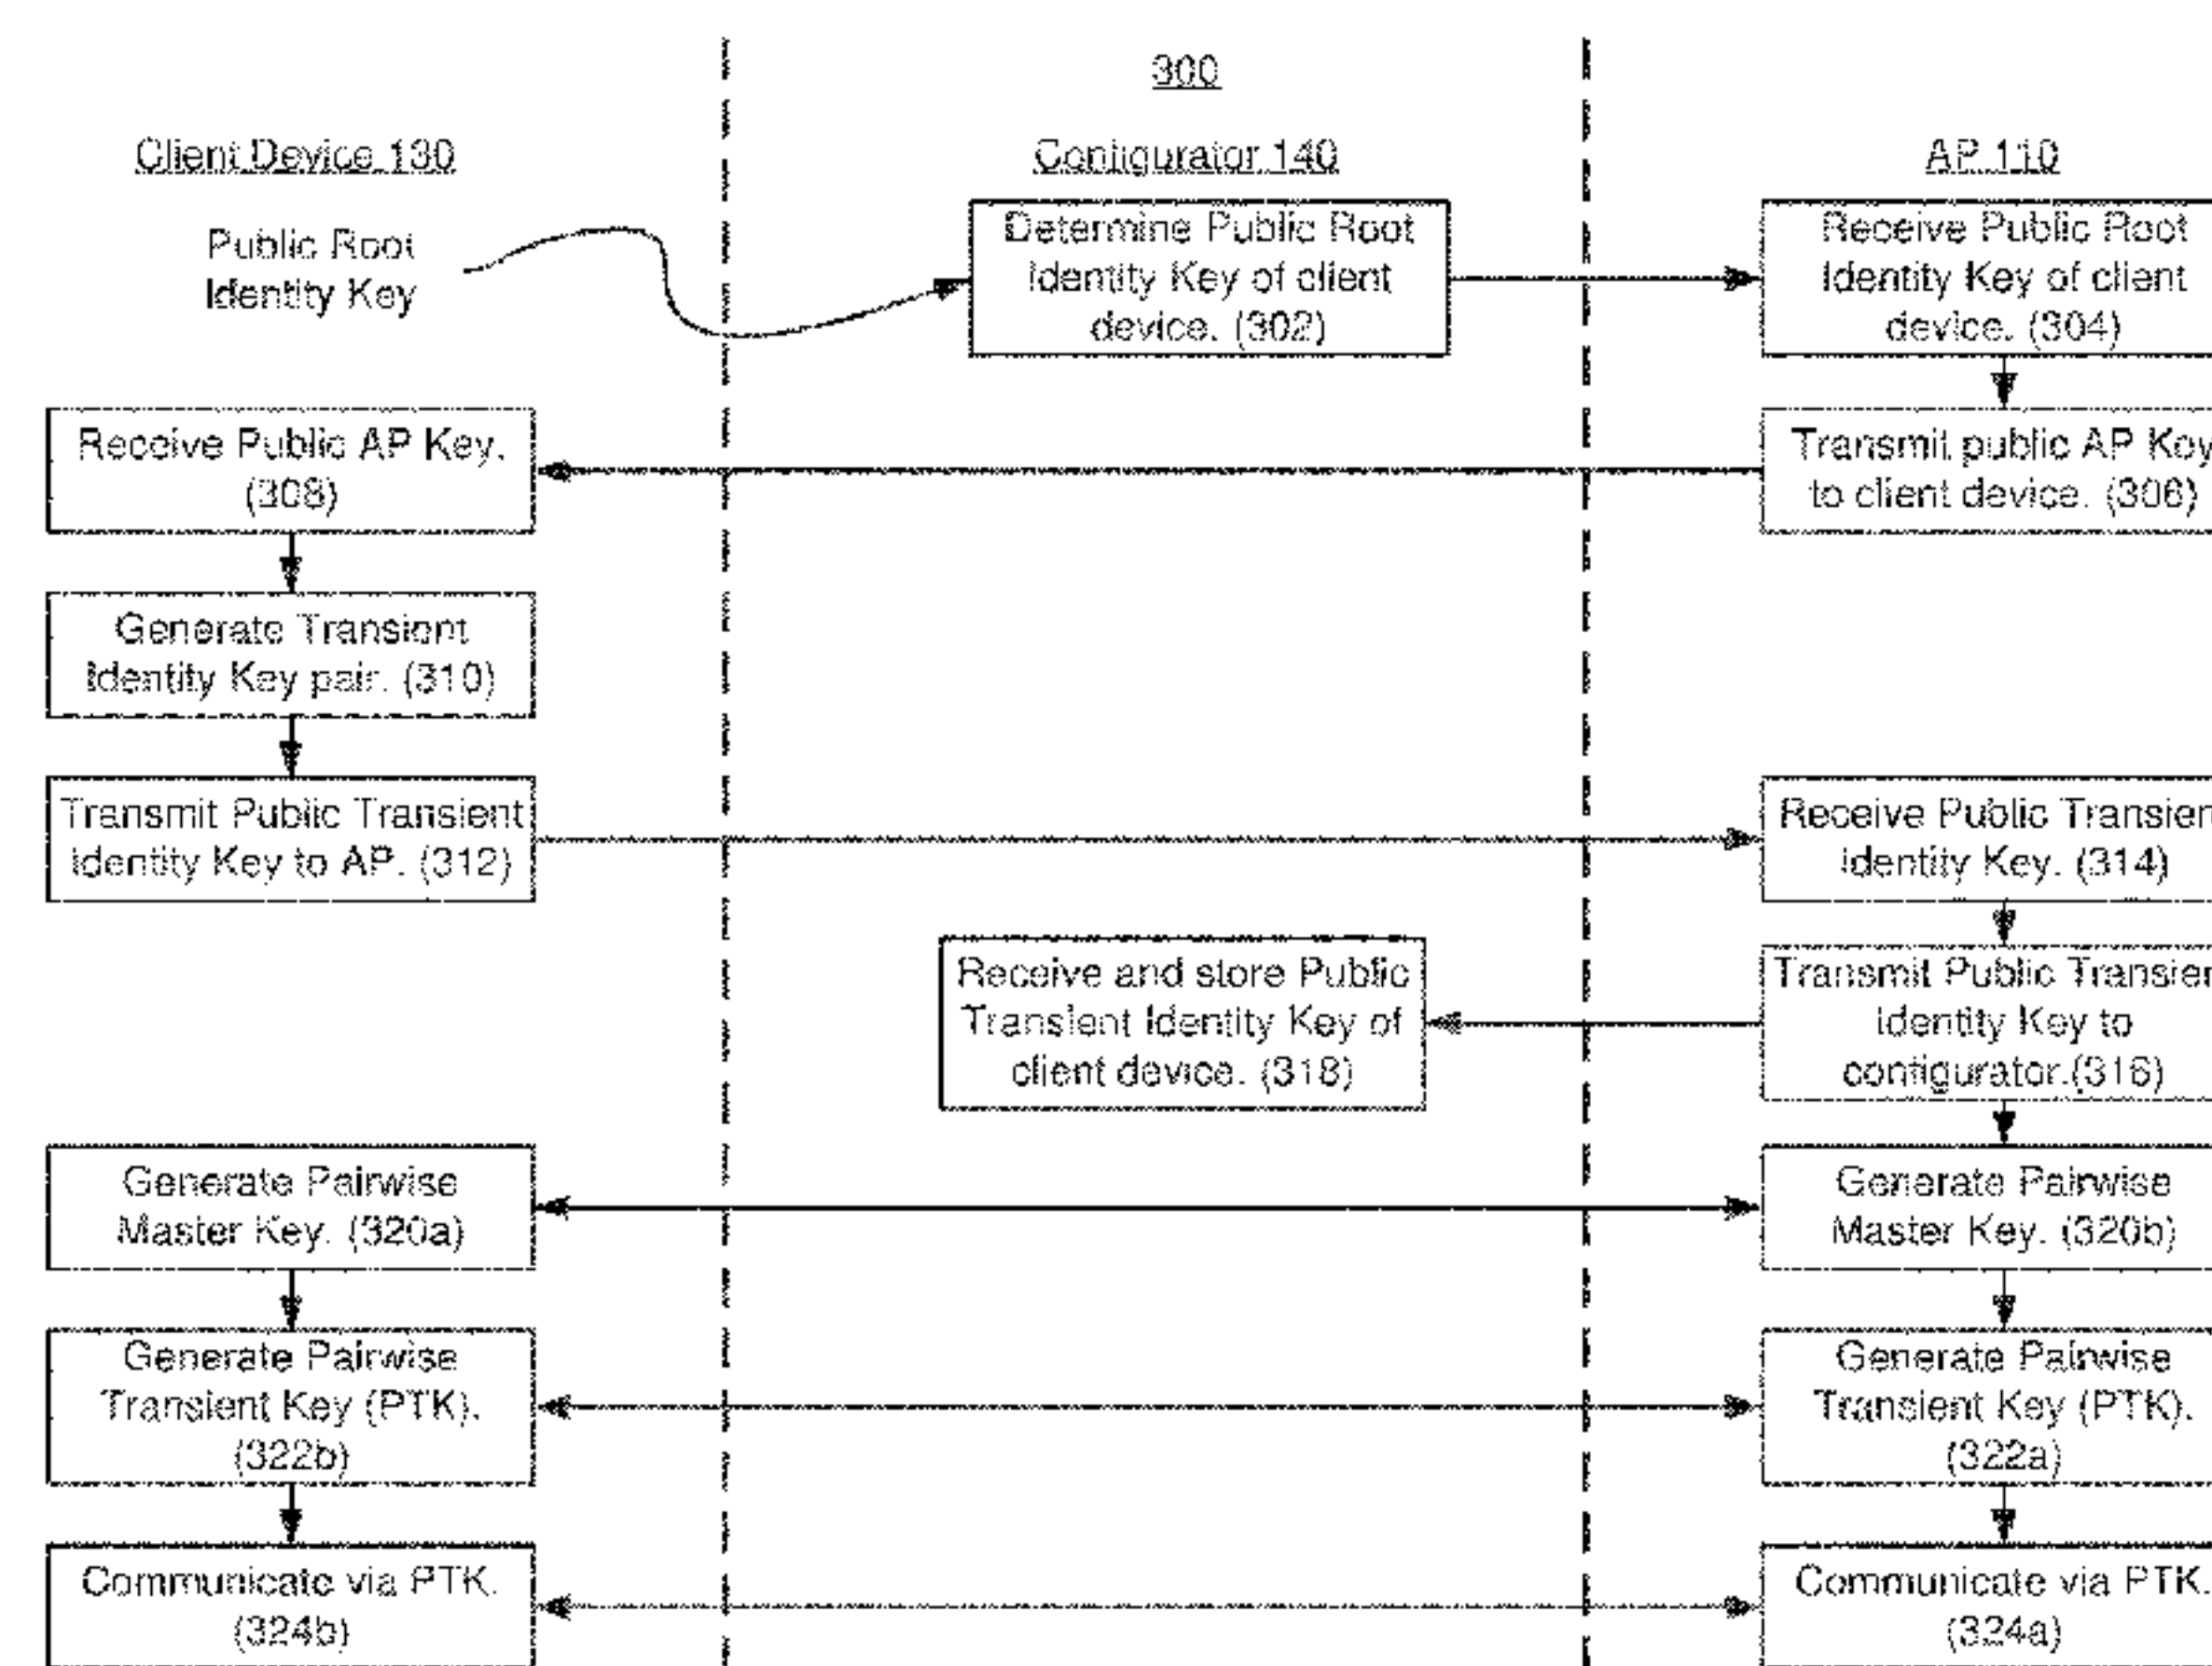 300
Client Device 130
Configurator 140
AP 110
Public Root
Identity Key
Determine Public Root
Identity Key of client
device. (302)
Receive Public Root
Identity Key of client
device. (304)
Receive Public AP Key.
(308)
Transmit public AP Key
to client device. (306)
Generate Transient
Identity Key pair. (310)
Transmit Public Transient
Identity Key to AP. (312)
Receive Public Transien
Identity Key. (314)
Receive and store Public
Transient Identity Key of
client device. (318)
Transmit Public Transien
Identity Key to
configurator.(316)
Generate Pairwise
Master Key. (320a)
Generate Pairwise
Master Key. (320b)
Generate Pairwise
Transient Key (PTK).
(322b)
Generate Pairwise
Transient Key (PTK).
(322a)
Communicate via PTK.
(324b)
Communicate via PTK.
(324a)